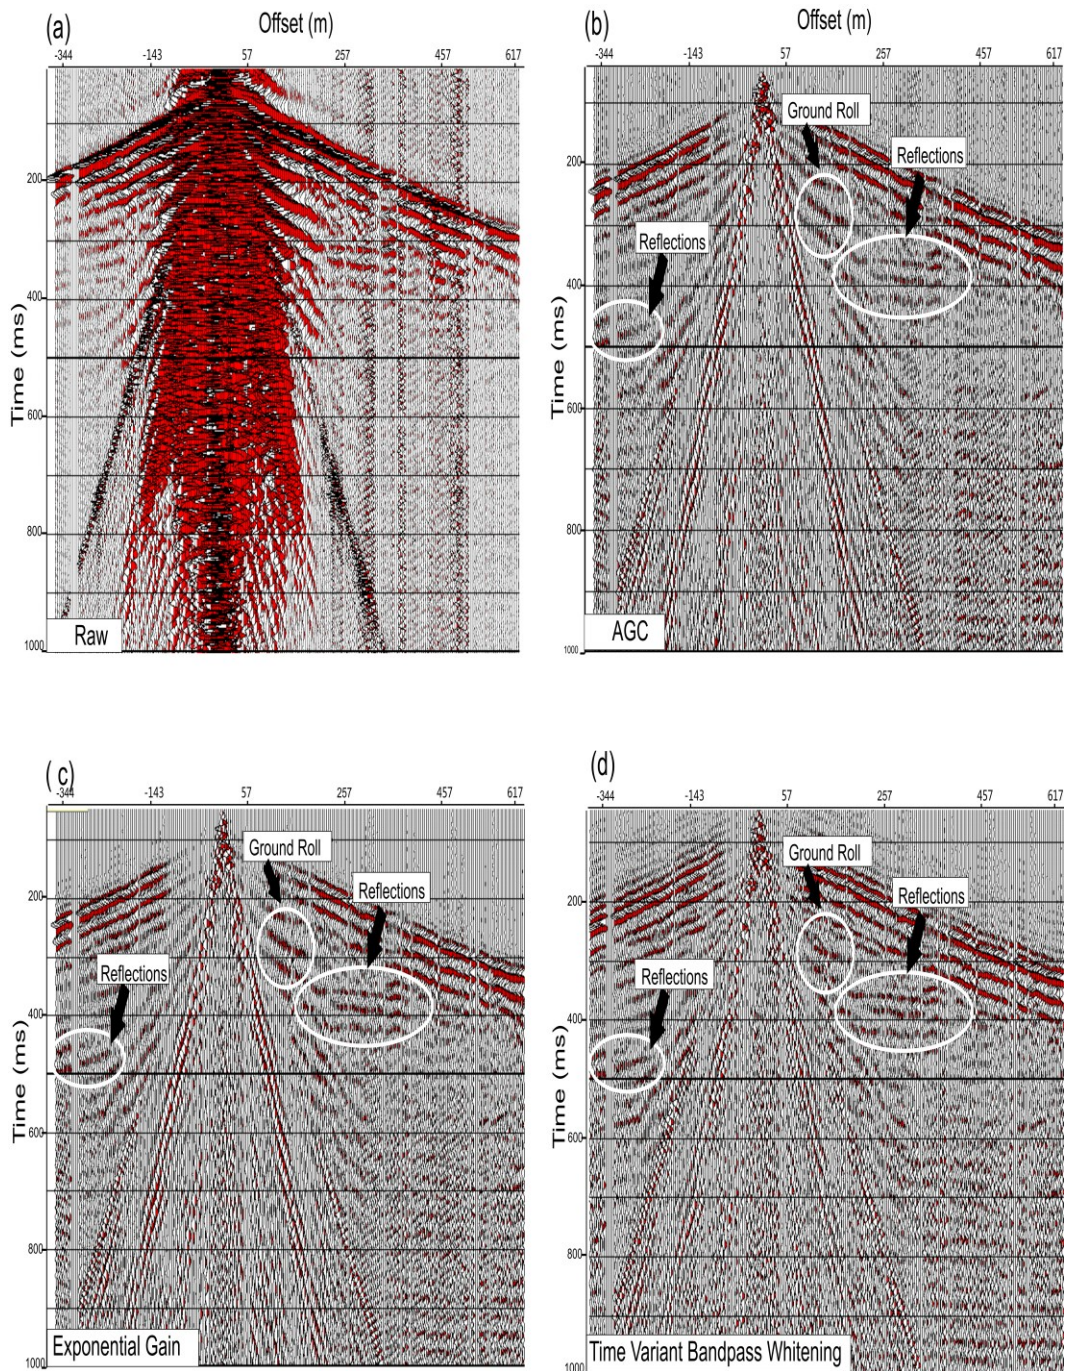 (a)
Offset (m)
-344 -143 57 257 457 617
200
400
600
800
1000
Time (ms)
Raw
(b)
Offset (m)
-344 -143 57 257 457 617
Ground Roll
Reflections
Reflections
200
400
600
800
1000
Time (ms)
AGC
( c)
-344 -143 57 257 457 617
Ground Roll
Reflections
Reflections
200
400
600
800
1000
Time (ms)
Exponential Gain
(d)
-344 -143 57 257 457 617
Ground Roll
Reflections
Reflections
200
400
600
800
1000
Time (ms)
Time Variant Bandpass Whitening